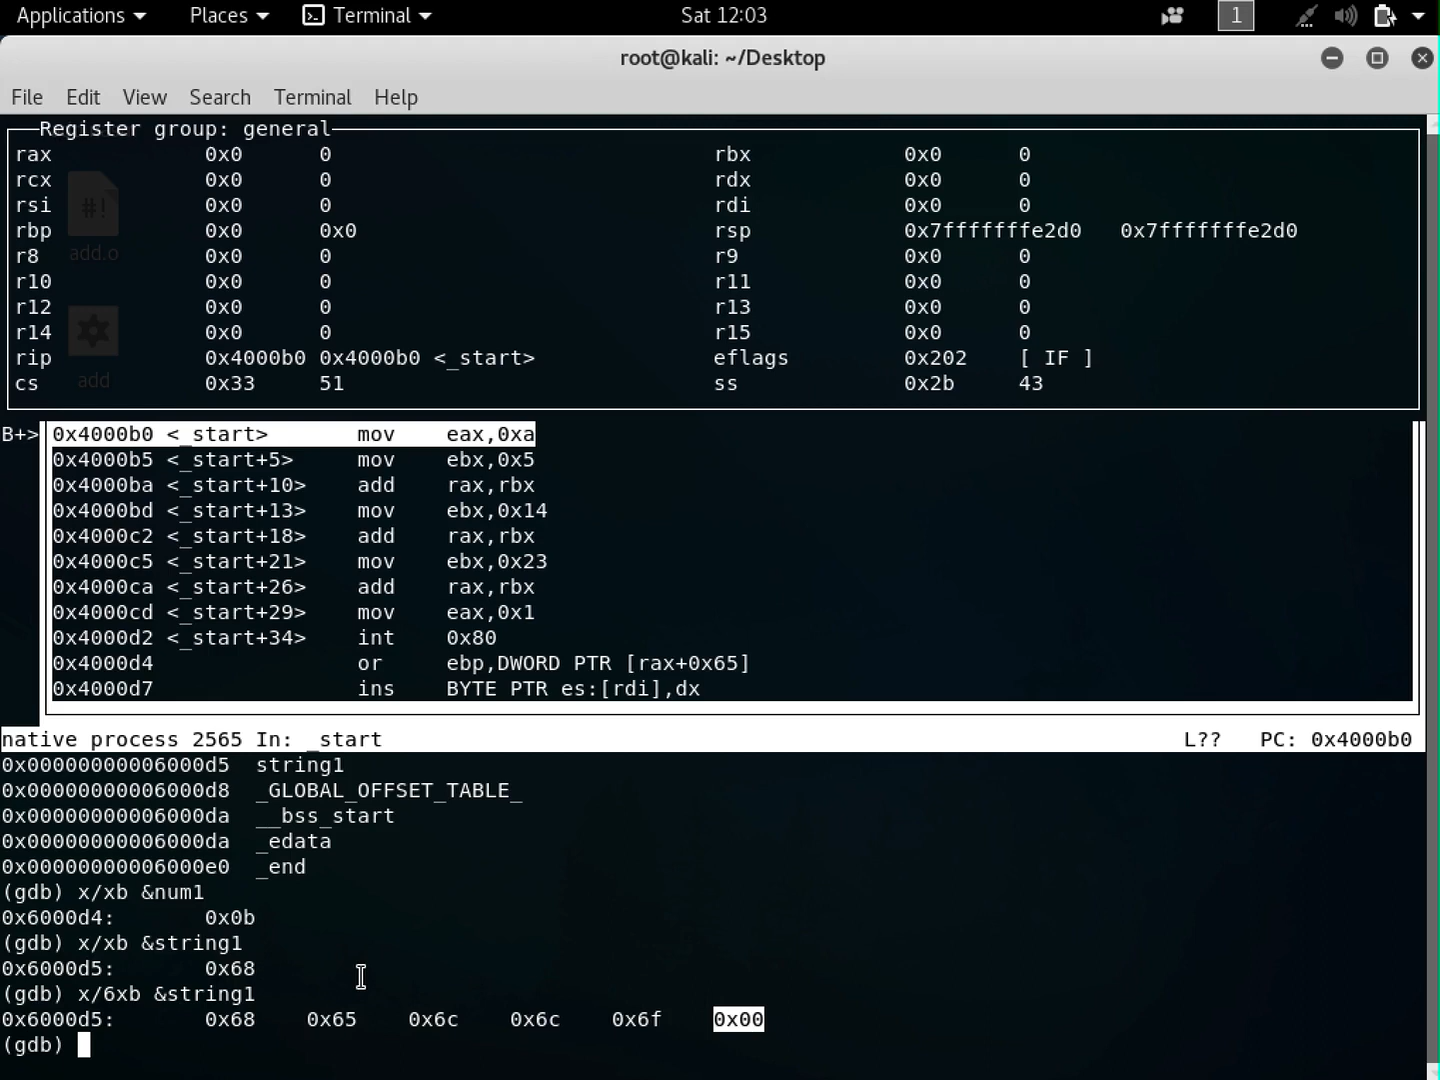 Applications Places Terminal Sat 12:03 1
root@kali: ~/Desktop
File Edit View Search Terminal Help
Register group: general
rax 0x0 0 rbx 0x0 0
rcx 0x0 0 rdx 0x0 0
rsi 0x0 0 rdi 0x0 0
#!
rbp 0x0 0x0 rsp 0x7fffffffe2d0 0x7fffffffe2d0
add.o
r8 0x0 0 r9 0x0 0
r10 0x0 0 r11 0x0 0
r12 0x0 0 r13 0x0 0
r14 0x0 0 r15 0x0 0
rip 0x4000b0 0x4000b0 <_start> eflags 0x202 [ IF ]
add
cs 0x33 51 ss 0x2b 43
B+> 0x4000b0 <_start> mov eax,0xa
0x4000b5 <_start+5> mov ebx,0x5
0x4000ba <_start+10> add rax,rbx
0x4000bd <_start+13> mov ebx,0x14
0x4000c2 <_start+18> add rax,rbx
0x4000c5 <_start+21> mov ebx,0x23
0x4000ca <_start+26> add rax,rbx
0x4000cd <_start+29> mov eax,0x1
0x4000d2 <_start+34> int 0x80
0x4000d4 or ebp,DWORD PTR [rax+0x65]
0x4000d7 ins BYTE PTR es:[rdi],dx
native process 2565 In: _start L?? PC: 0x4000b0
0x00000000006000d5 string1
0x00000000006000d8 _GLOBAL_OFFSET_TABLE_
0x00000000006000da __bss_start
0x00000000006000da _edata
0x00000000006000e0 _end
(gdb) x/xb &num1
0x6000d4: 0x0b
(gdb) x/xb &string1
0x6000d5: 0x68
(gdb) x/6xb &string1
0x6000d5: 0x68 0x65 0x6c 0x6c 0x6f 0x00
(gdb)